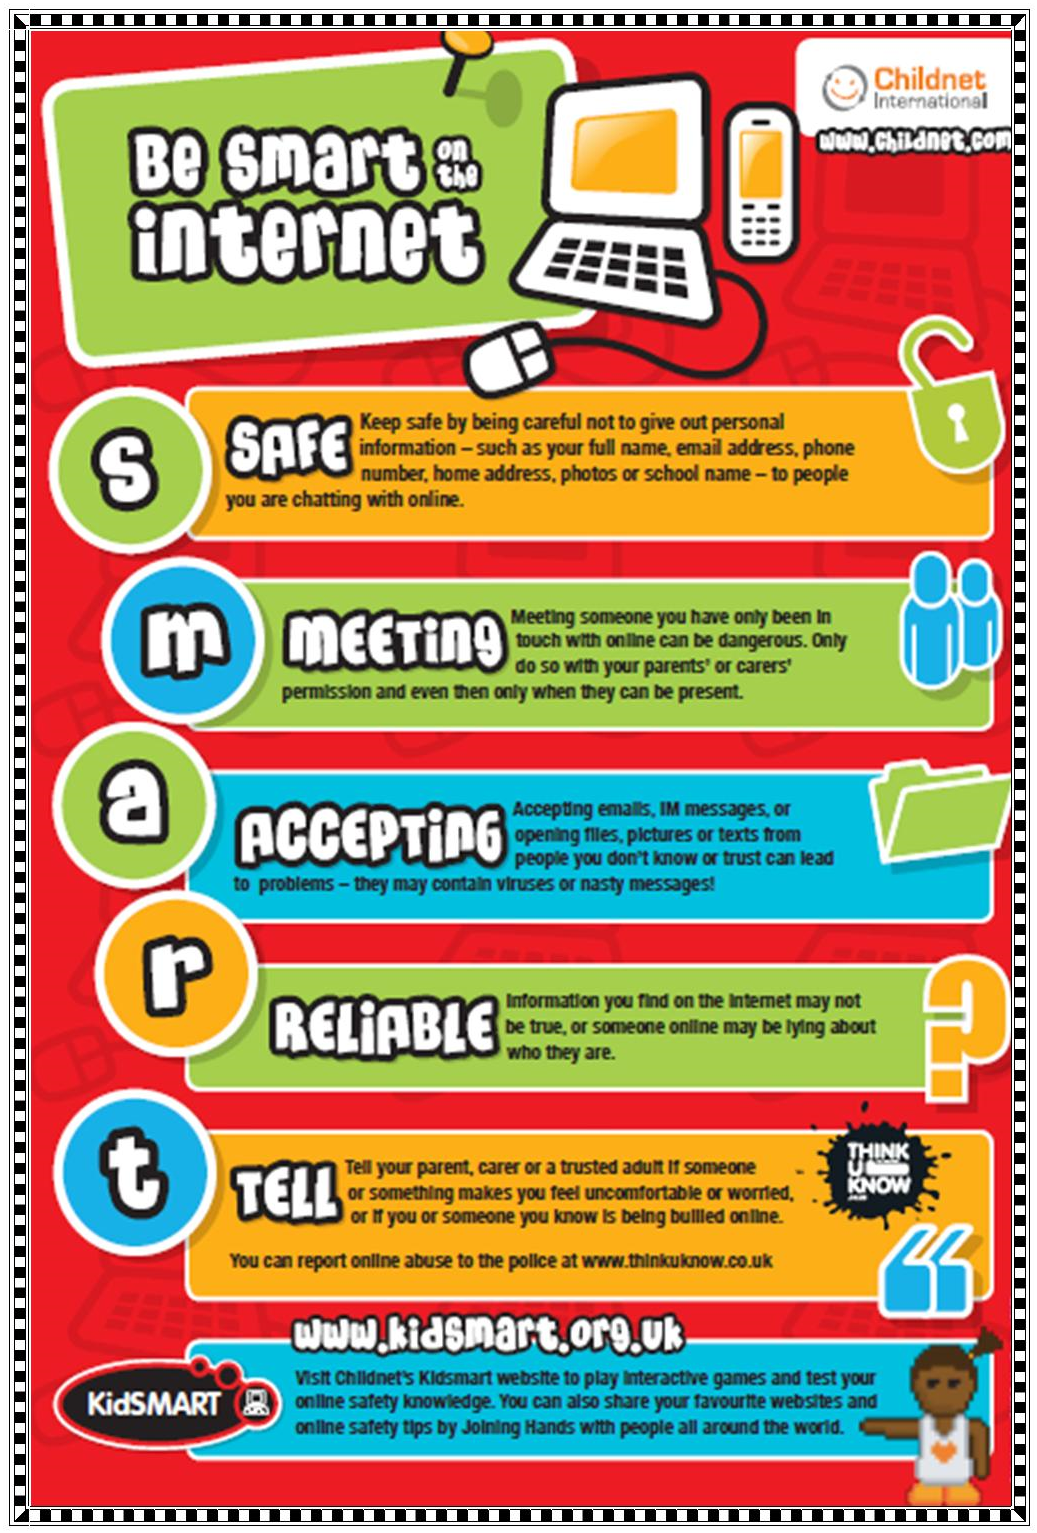 Be smart on the
internet
Childnet
International
www.childnet.com
s
SAFE
Keep safe by being careful not to give out personal
information – such as your full name, email address, phone
number, home address, photos or school name – to people
you are chatting with online.
m
MEETING
Meeting someone you have only been in
touch with online can be dangerous. Only
do so with your parents' or carers'
permission and even then only when they can be present.
a
ACCEPTING
Accepting emails, IM messages, or
opening files, pictures or texts from
people you don't know or trust can lead
to problems – they may contain viruses or nasty messages!
r
RELIABLE
Information you find on the internet may not
be true, or someone online may be lying about
who they are.
?
t
TELL
Tell your parent, carer or a trusted adult if someone
or something makes you feel uncomfortable or worried,
or if you or someone you know is being bullied online.
You can report online abuse to the police at www.thinkuknow.co.uk
THINK
U
KNOW
www.kidsmart.org.uk
KidSMART
Visit Childnet's Kidsmart website to play interactive games and test your
online safety knowledge. You can also share your favourite websites and
online safety tips by Joining Hands with people all around the world.